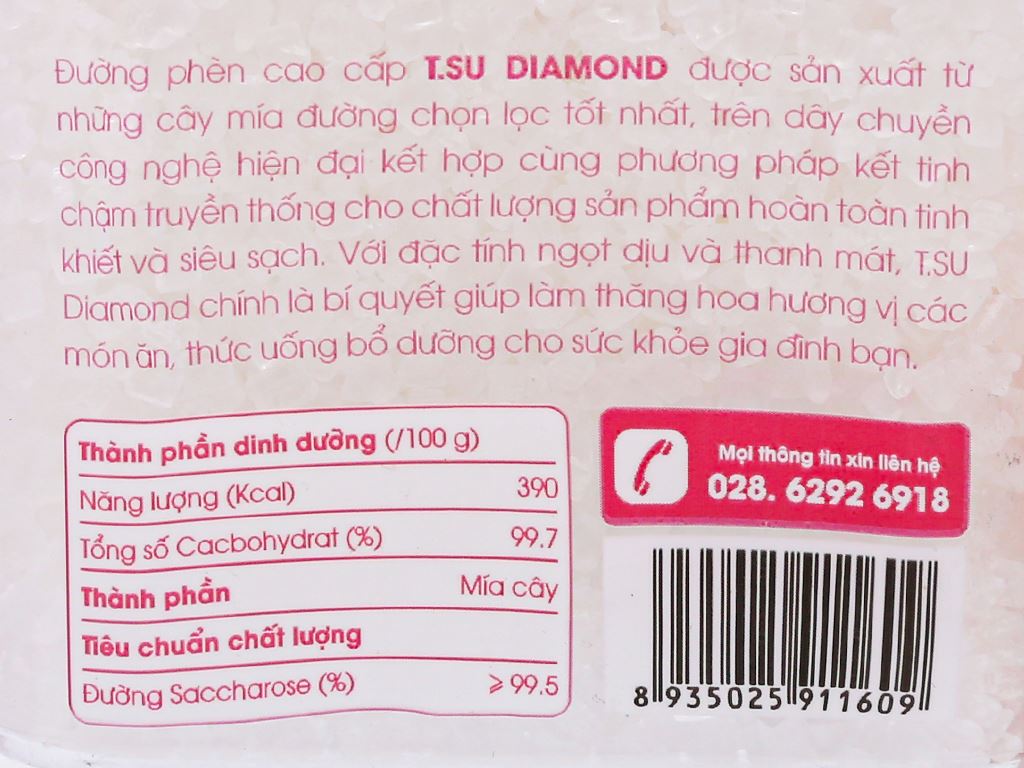 Đường phèn cao cấp T.SU DIAMOND được sản xuất từ
những cây mía đường chọn lọc tốt nhất, trên dây chuyền
công nghệ hiện đại kết hợp cùng phương pháp kết tinh
chậm truyền thống cho chất lượng sản phẩm hoàn toàn tinh
khiết và siêu sạch. Với đặc tính ngọt dịu và thanh mát, T.SU
Diamond chính là bí quyết giúp làm thăng hoa hương vị các
món ăn, thức uống bổ dưỡng cho sức khỏe gia đình bạn.
Thành phần dinh dưỡng (/100 g)
Năng lượng (Kcal) 390
Tổng số Cacbohydrat (%) 99.7
Thành phần Mía cây
Tiêu chuẩn chất lượng
Đường Saccharose (%) ⩾ 99.5
Mọi thông tin xin liên hệ
028. 6292 6918
8 935025 911609